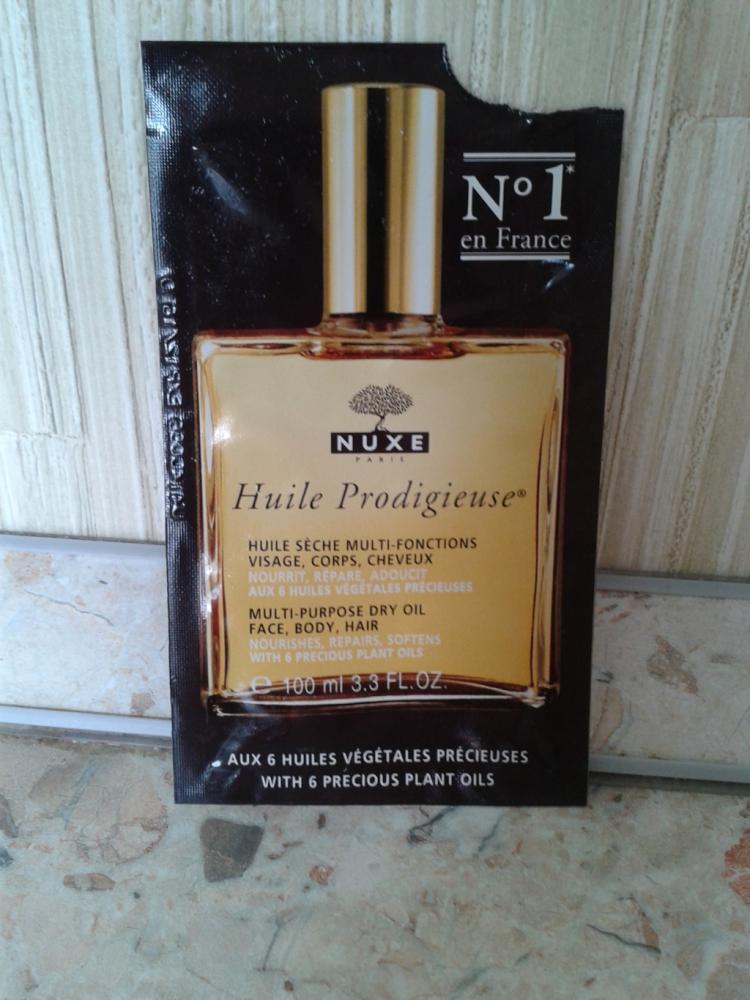 N° 1*
en France
NUXE
PARIS
Huile Prodigieuse®
HUILE SÈCHE MULTI-FONCTIONS
VISAGE, CORPS, CHEVEUX
NOURRIT, RÉPARE, ADOUCIT
AUX 6 HUILES VÉGÉTALES PRÉCIEUSES
MULTI-PURPOSE DRY OIL
FACE, BODY, HAIR
NOURISHES, REPAIRS, SOFTENS
WITH 6 PRECIOUS PLANT OILS
e 100 ml 3.3 FL.OZ.
AUX 6 HUILES VÉGÉTALES PRÉCIEUSES
WITH 6 PRECIOUS PLANT OILS